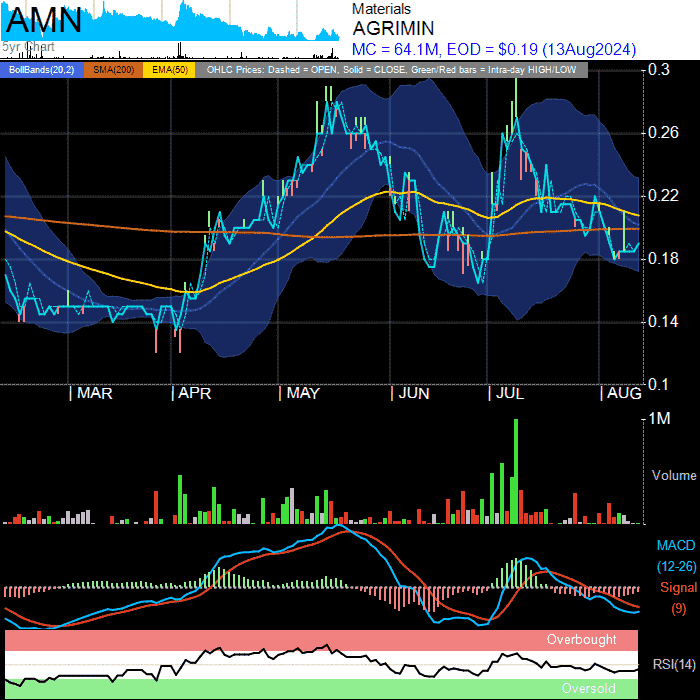 AMN
5yr Chart
Materials
AGRIMIN
MC = 64.1M, EOD = $0.19 (13Aug2024)
BollBands(20,2) SMA(200) EMA(50) OHLC Prices: Dashed = OPEN, Solid = CLOSE, Green/Red bars = Intra-day HIGH/LOW
0.3
0.26
0.22
0.18
0.14
0.1
| MAR | APR | MAY | JUN | JUL | AUG
1M
Volume
MACD
(12-26)
Signal
(9)
Overbought
RSI(14)
Oversold